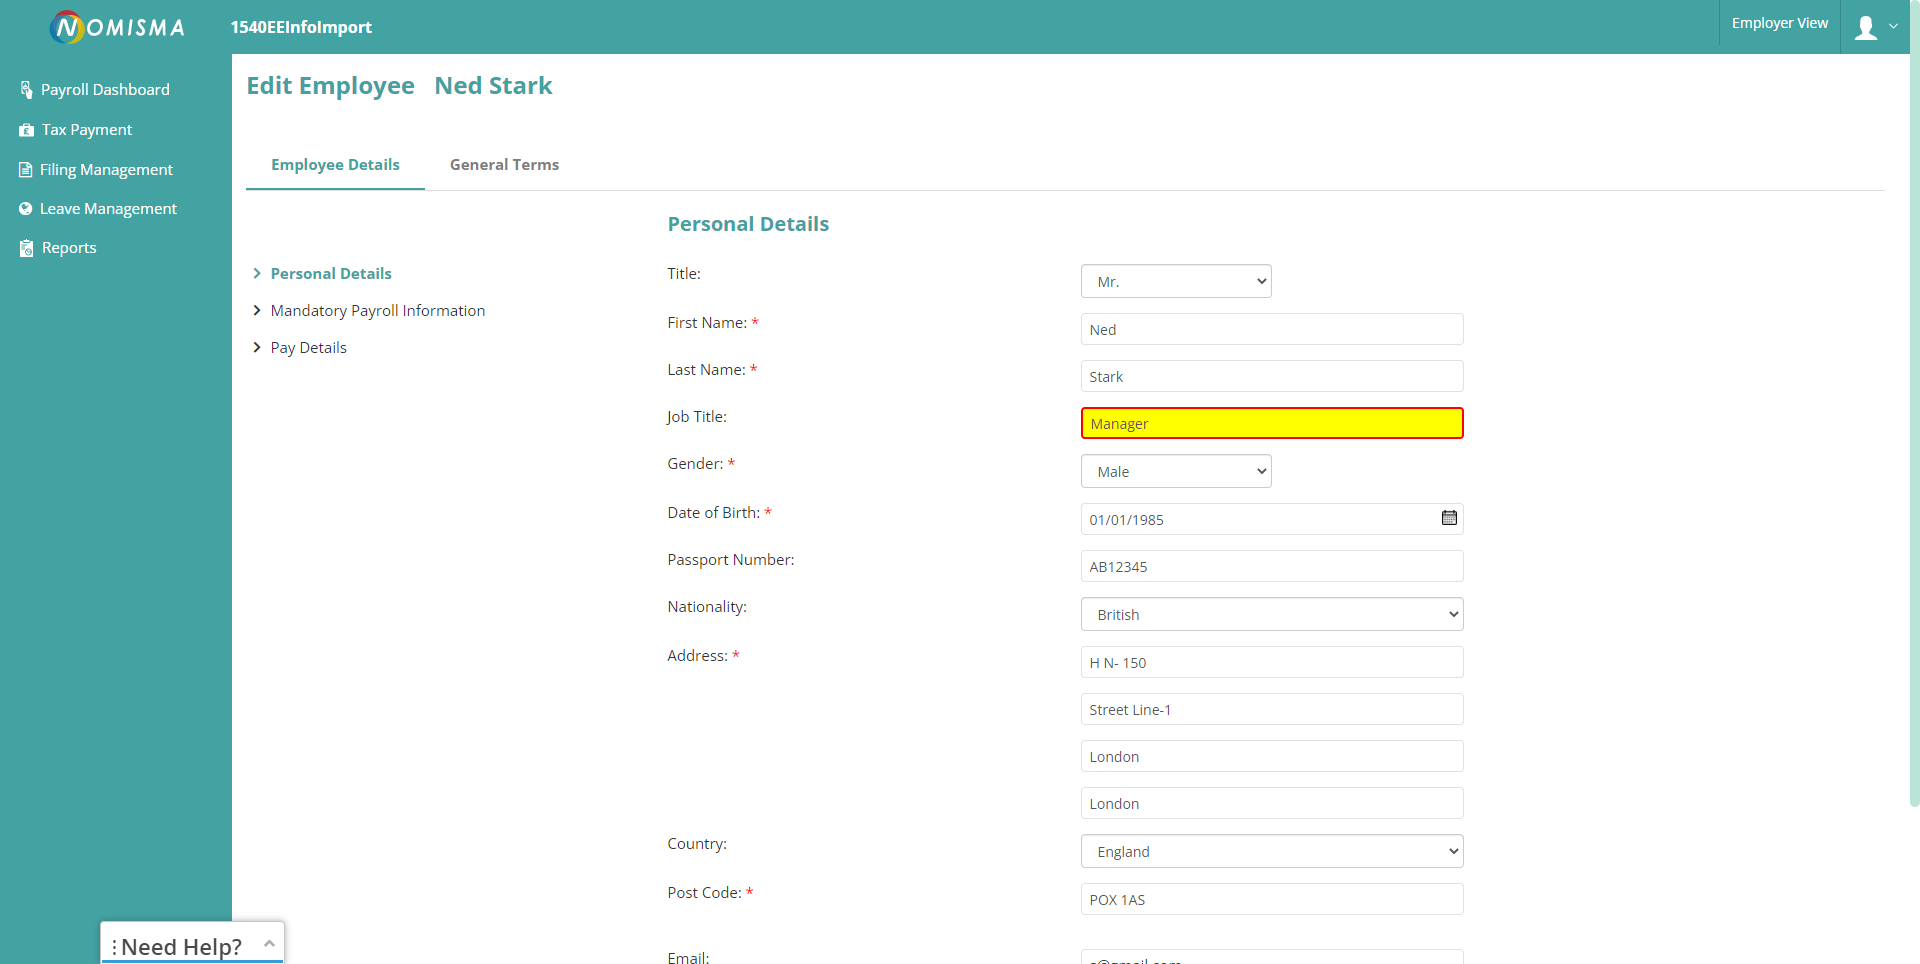 NOMISMA
1540EEInfoImport
Employer View
Payroll Dashboard
Tax Payment
Filing Management
Leave Management
Reports
Edit Employee Ned Stark
Employee Details
General Terms
Personal Details
Mandatory Payroll Information
Pay Details
Personal Details
Title: Mr.
First Name: * Ned
Last Name: * Stark
Job Title: Manager
Gender: * Male
Date of Birth: * 01/01/1985
Passport Number: AB12345
Nationality: British
Address: * H N- 150
Street Line-1
London
London
Country: England
Post Code: * POX 1AS
Email:
Need Help?